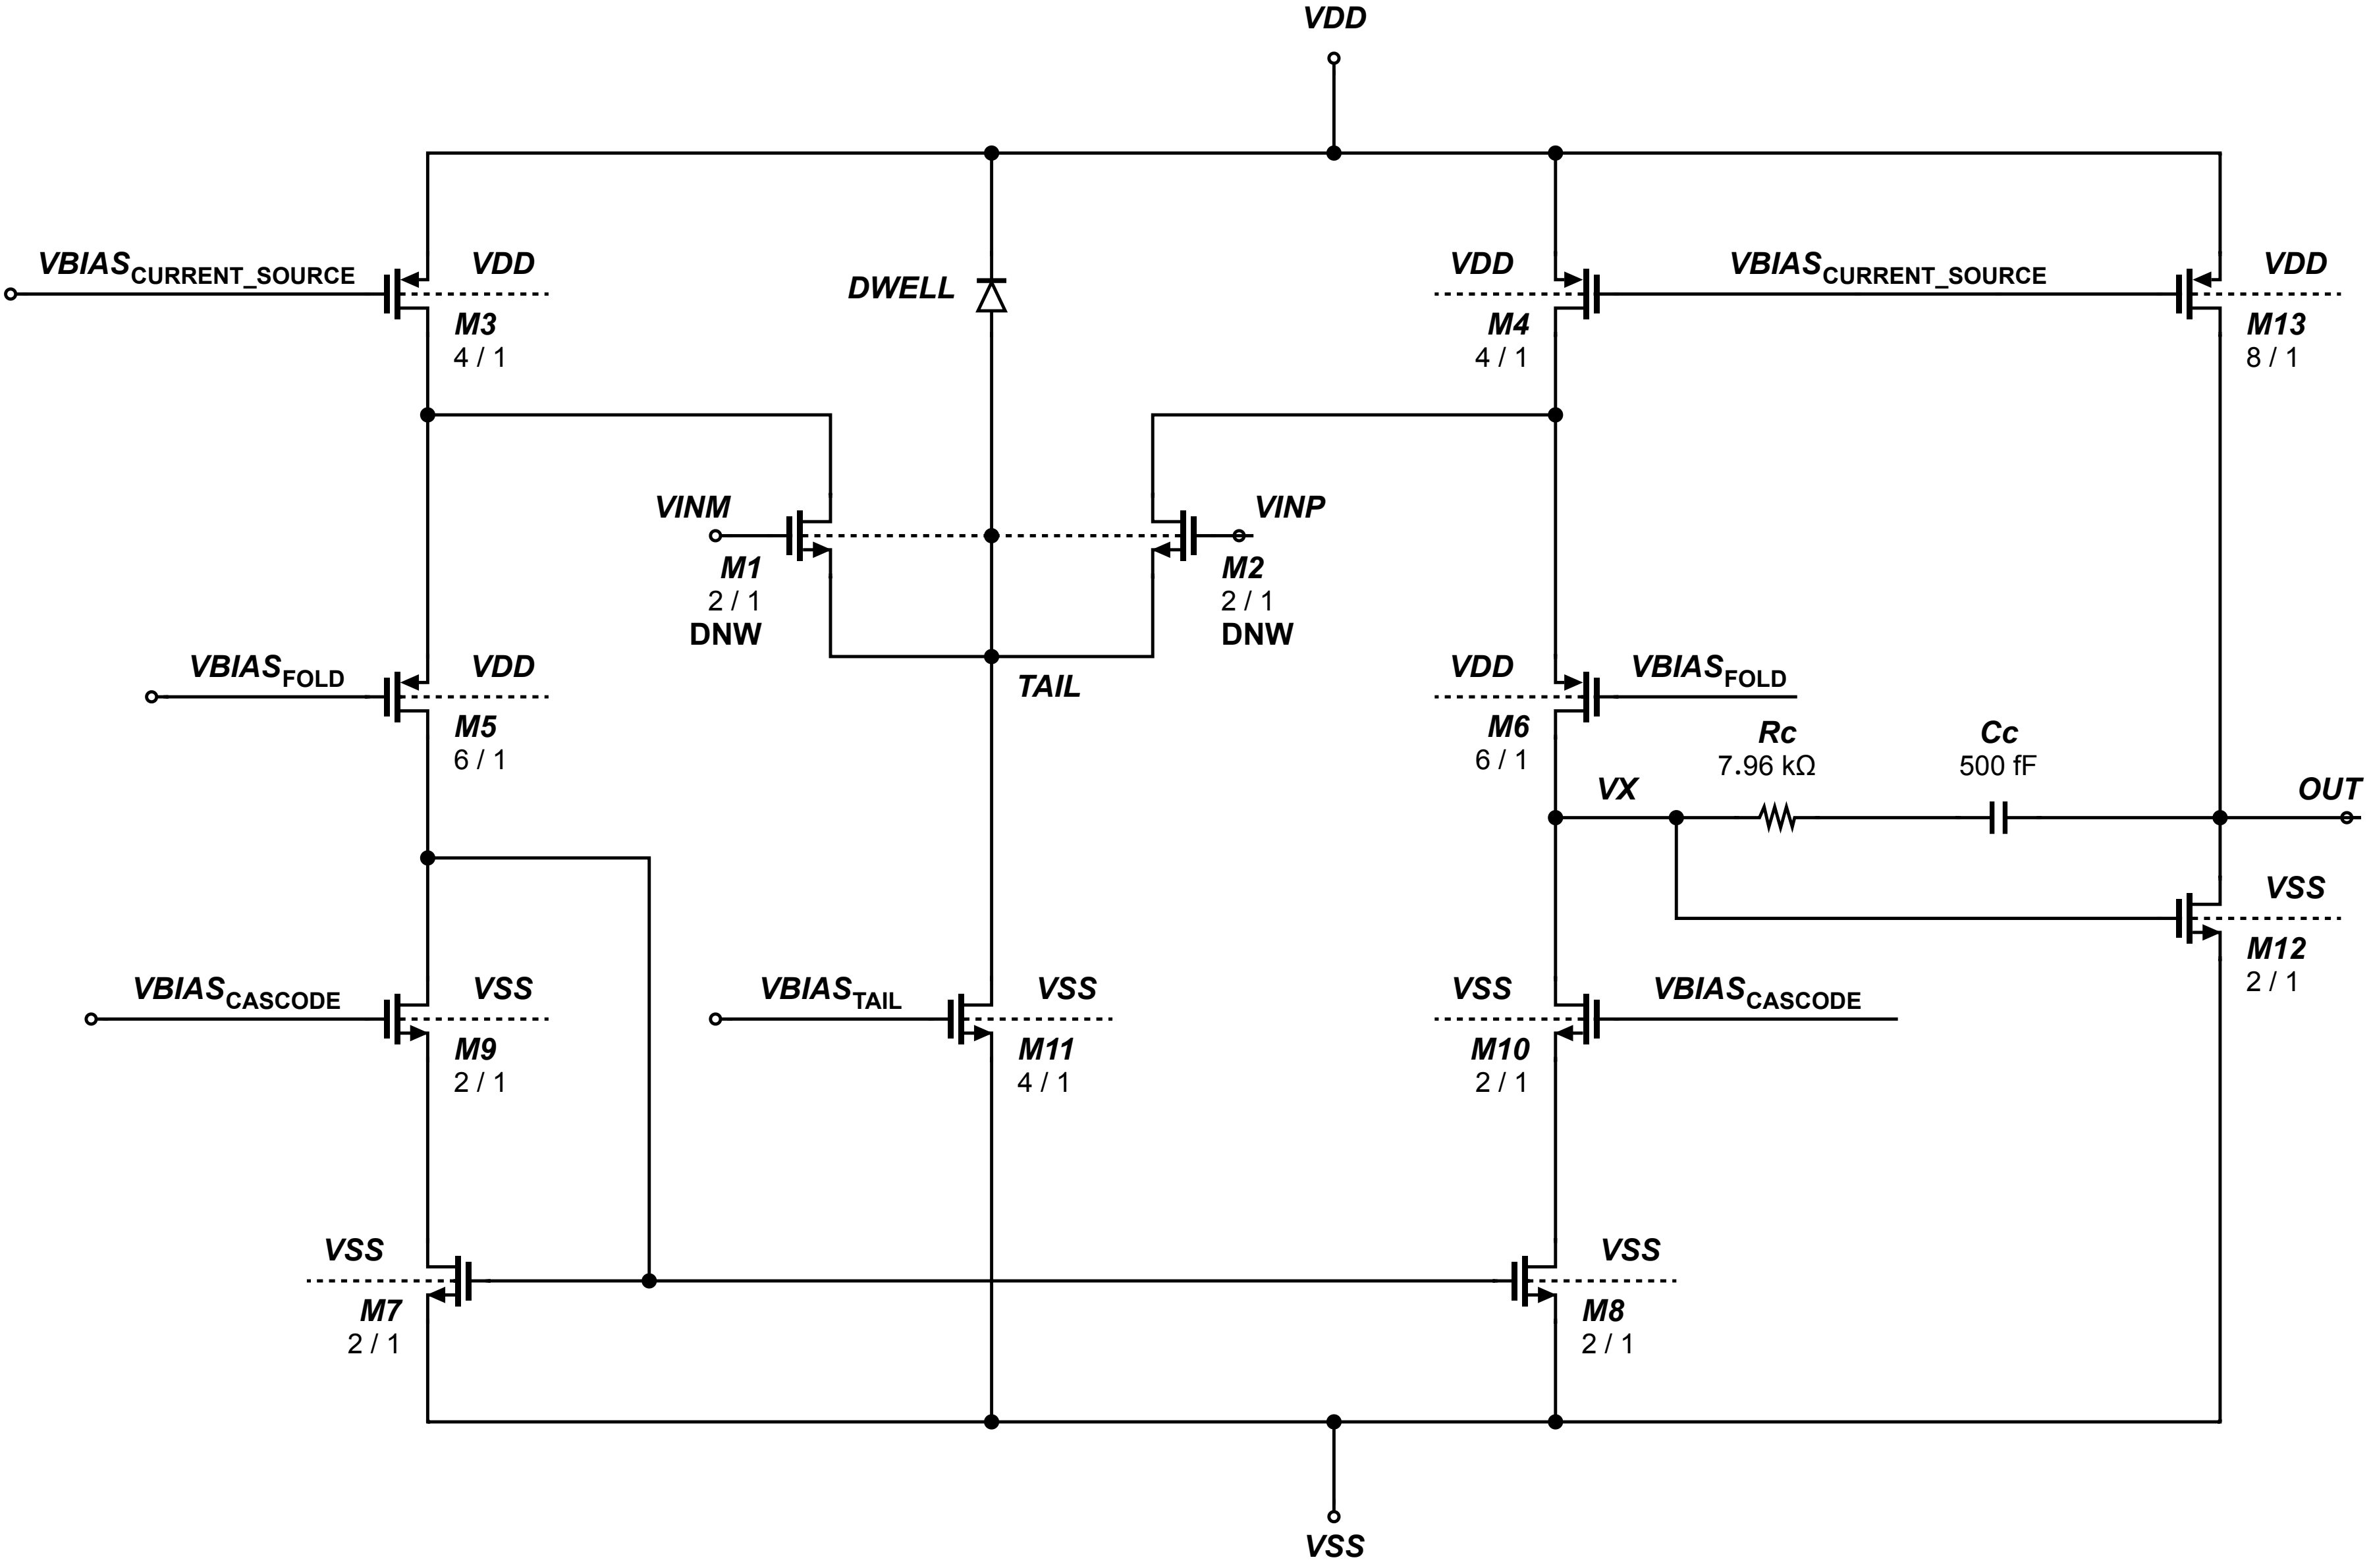 VDD
VBIASCURRENT_SOURCE
VDD
M3
4 / 1
DWELL
VDD
M4
4 / 1
VBIASCURRENT_SOURCE
VDD
M13
8 / 1
VINM
M1
2 / 1
DNW
VINP
M2
2 / 1
DNW
VBIASFOLD
VDD
M5
6 / 1
TAIL
VDD
M6
6 / 1
VBIASFOLD
Rc
7.96 kΩ
Cc
500 fF
VX
OUT
VSS
M12
2 / 1
VBIASCASCODE
VSS
M9
2 / 1
VBIASTAIL
VSS
M11
4 / 1
VSS
M10
2 / 1
VBIASCASCODE
VSS
M7
2 / 1
VSS
M8
2 / 1
VSS